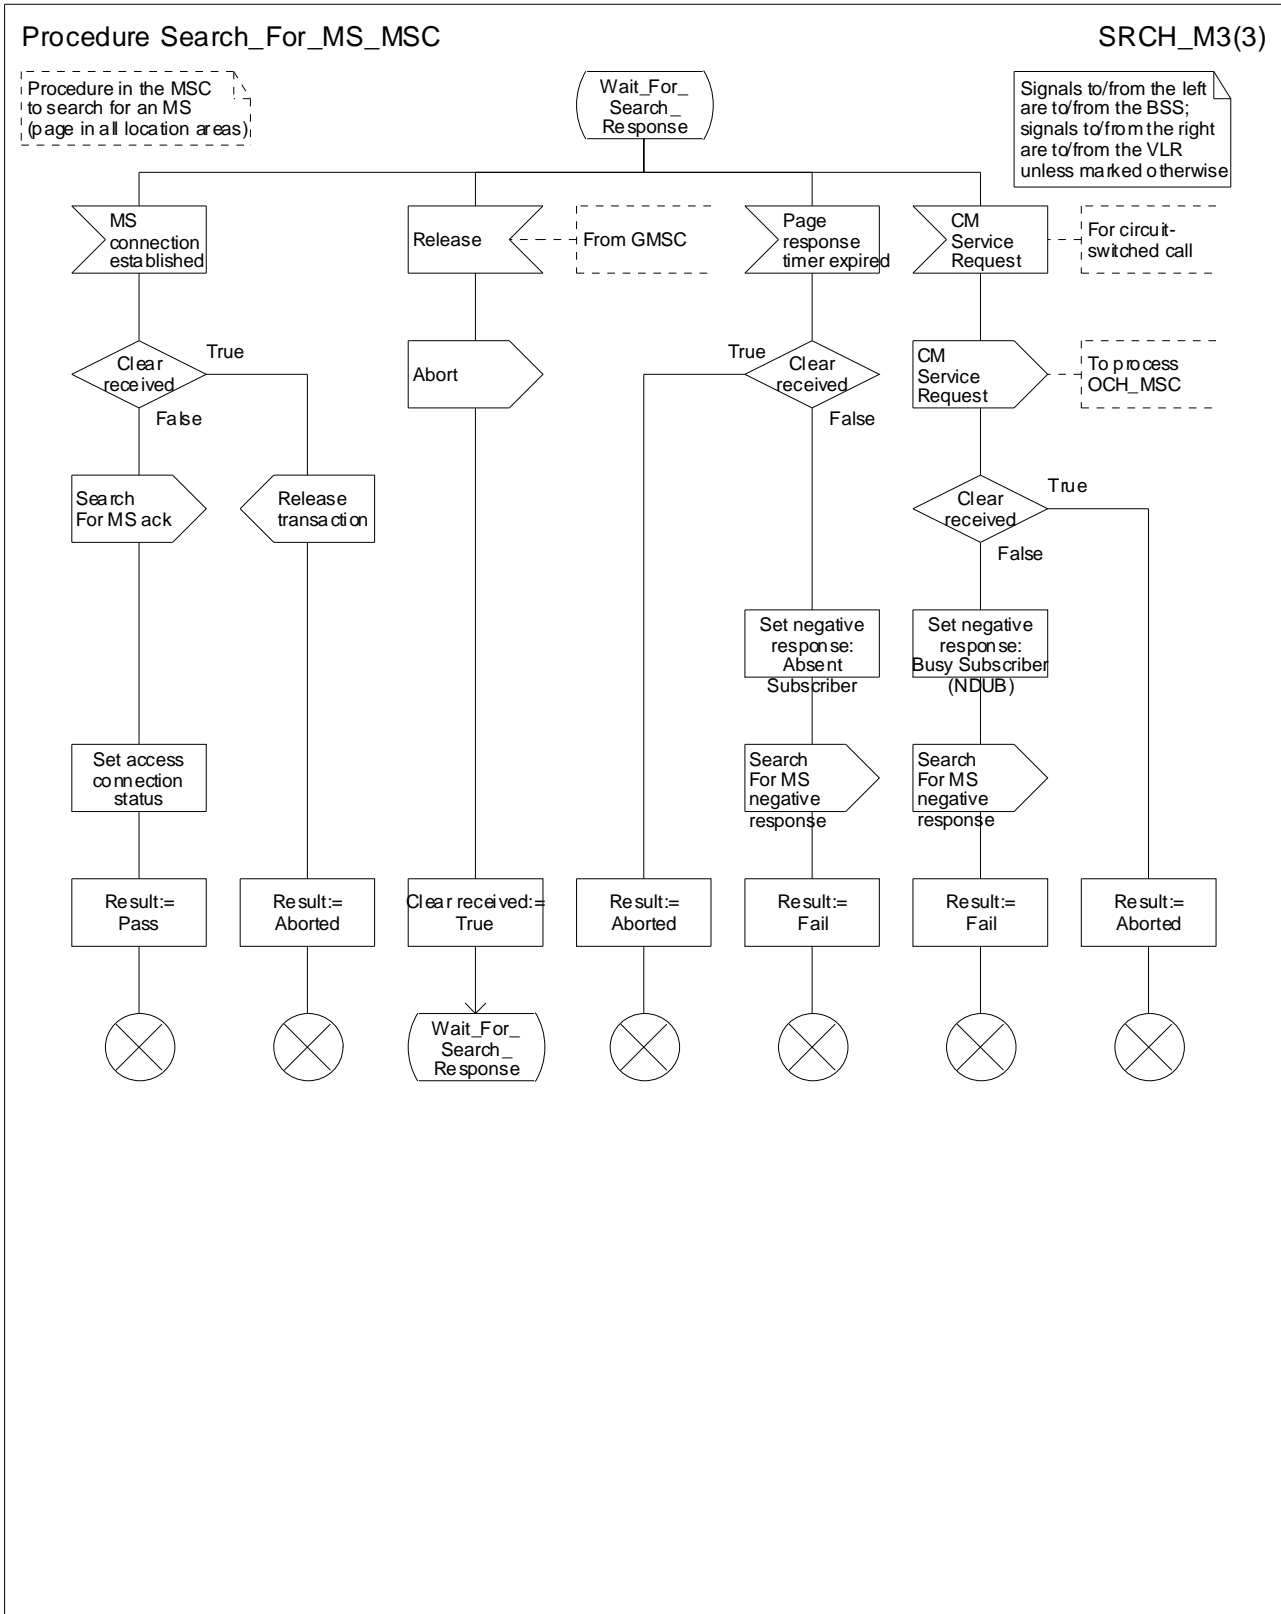 Procedure Search_For_MS_MSC
SRCH_M3(3)
Procedure in the MSC
to search for an MS
(page in all location areas)
Wait_For_
Search_
Response
Signals to/from the left
are to/from the BSS;
signals to/from the right
are to/from the VLR
unless marked otherwise
MS
connection
established
Release
From GMSC
Page
response
timer expired
CM
Service
Request
For circuit-
switched call
Clear
received
True
False
Abort
True
Clear
received
False
CM
Service
Request
To process
OCH_MSC
Search
For MS ack
Release
transaction
Clear
received
True
False
Set negative
response:
Absent
Subscriber
Set negative
response:
Busy Subscriber
(NDUB)
Set access
connection
status
Search
For MS
negative
response
Search
For MS
negative
response
Result:=
Pass
Result:=
Aborted
Clear received:=
True
Result:=
Aborted
Result:=
Fail
Result:=
Fail
Result:=
Aborted
Wait_For_
Search_
Response